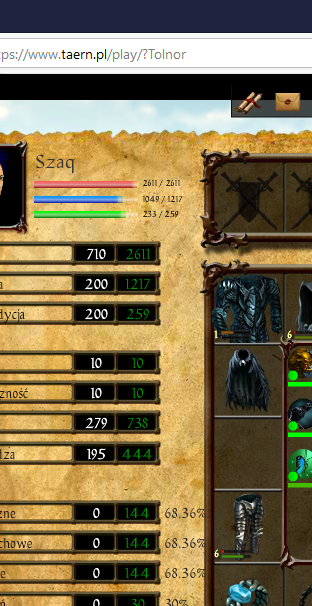 ps://www.taern.pl/play/?Tolnor
Szaq
2611 / 2611
1049 / 1217
233 / 259
710 2611
a 200 1217
dycja 200 259
10 10
zność 10 10
279 738
dza 195 444
zne 0 144 68.36%
chowe 0 144 68.36%
e 0 144 68.36%
0 30 30%
1
6
6